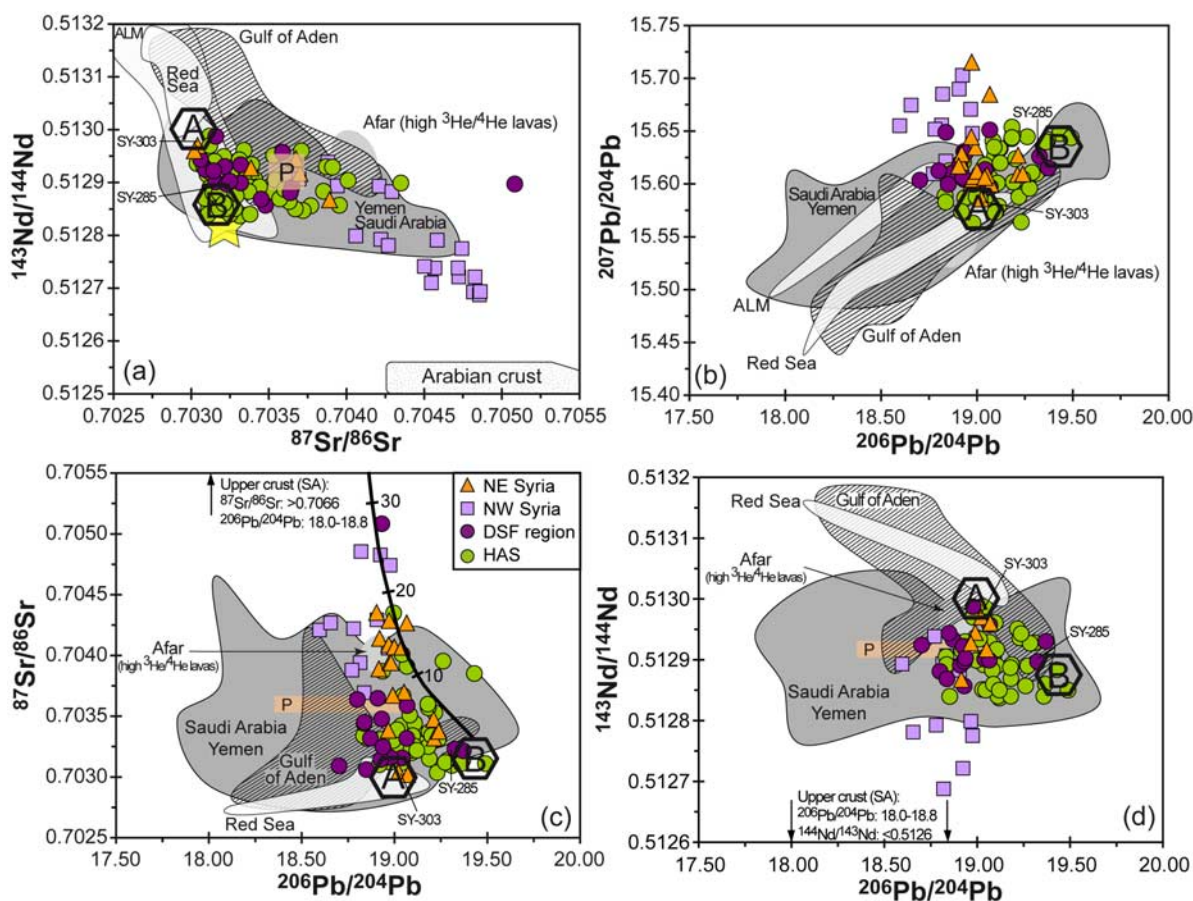 0.5132
0.5131
0.5130
0.5129
0.5128
0.5127
0.5126
0.5125
143Nd/144Nd
ALM
Gulf of Aden
Red
Sea
A
SY-303
Afar (high 3He/4He lavas)
P
SY-285
B
Yemen
Saudi Arabia
(a)
Arabian crust
0.7025 0.7030 0.7035 0.7040 0.7045 0.7050 0.7055
87Sr/86Sr
15.75
15.70
15.65
15.60
15.55
15.50
15.45
15.40
207Pb/204Pb
SY-285
B
Saudi Arabia
Yemen
A
SY-303
Afar (high 3He/4He lavas)
ALM
Gulf of Aden
Red Sea
(b)
17.50 18.00 18.50 19.00 19.50 20.00
206Pb/204Pb
0.7055
0.7050
0.7045
0.7040
0.7035
0.7030
0.7025
87Sr/86Sr
Upper crust (SA):
87Sr/86Sr: >0.7066
206Pb/204Pb: 18.0-18.8
30
NE Syria
NW Syria
DSF region
HAS
20
Afar
(high 3He/4He lavas)
10
P
Saudi Arabia
Yemen
Gulf
of Aden
B
A
SY-285
Red Sea
SY-303
(c)
17.50 18.00 18.50 19.00 19.50 20.00
206Pb/204Pb
0.5132
0.5131
0.5130
0.5129
0.5128
0.5127
0.5126
143Nd/144Nd
Red Sea
Gulf of Aden
Afar
(high 3He/4He lavas)
SY-303
A
P
SY-285
B
Saudi Arabia
Yemen
Upper crust (SA):
206Pb/204Pb: 18.0-18.8
144Nd/143Nd: <0.5126
(d)
17.50 18.00 18.50 19.00 19.50 20.00
206Pb/204Pb